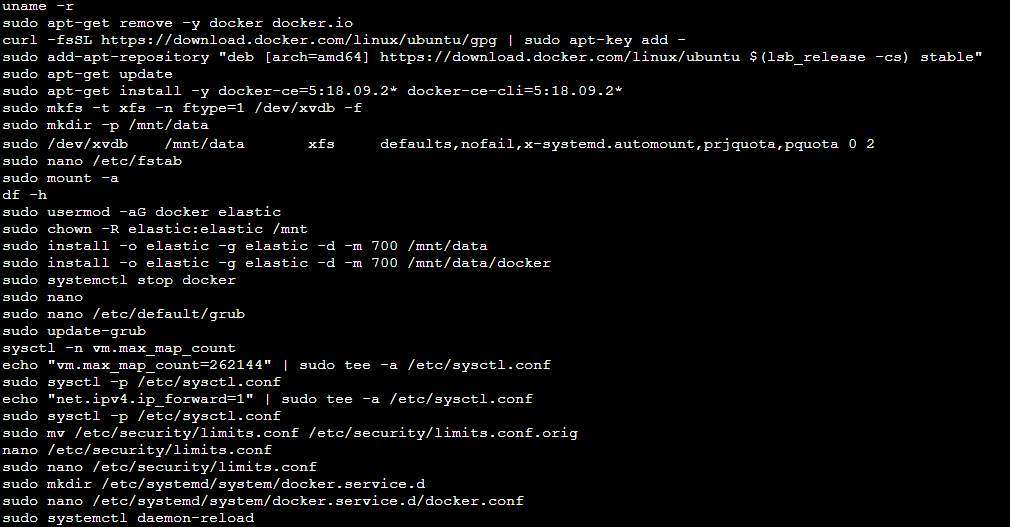 uname -r
sudo apt-get remove -y docker docker.io
curl -fsSL https://download.docker.com/linux/ubuntu/gpg | sudo apt-key add -
sudo add-apt-repository "deb [arch=amd64] https://download.docker.com/linux/ubuntu $(lsb_release -cs) stable"
sudo apt-get update
sudo apt-get install -y docker-ce=5:18.09.2* docker-ce-cli=5:18.09.2*
sudo mkfs -t xfs -n ftype=1 /dev/xvdb -f
sudo mkdir -p /mnt/data
sudo /dev/xvdb    /mnt/data       xfs     defaults,nofail,x-systemd.automount,prjquota,pquota 0 2
sudo nano /etc/fstab
sudo mount -a
df -h
sudo usermod -aG docker elastic
sudo chown -R elastic:elastic /mnt
sudo install -o elastic -g elastic -d -m 700 /mnt/data
sudo install -o elastic -g elastic -d -m 700 /mnt/data/docker
sudo systemctl stop docker
sudo nano
sudo nano /etc/default/grub
sudo update-grub
sysctl -n vm.max_map_count
echo "vm.max_map_count=262144" | sudo tee -a /etc/sysctl.conf
sudo sysctl -p /etc/sysctl.conf
echo "net.ipv4.ip_forward=1" | sudo tee -a /etc/sysctl.conf
sudo sysctl -p /etc/sysctl.conf
sudo mv /etc/security/limits.conf /etc/security/limits.conf.orig
nano /etc/security/limits.conf
sudo nano /etc/security/limits.conf
sudo mkdir /etc/systemd/system/docker.service.d
sudo nano /etc/systemd/system/docker.service.d/docker.conf
sudo systemctl daemon-reload